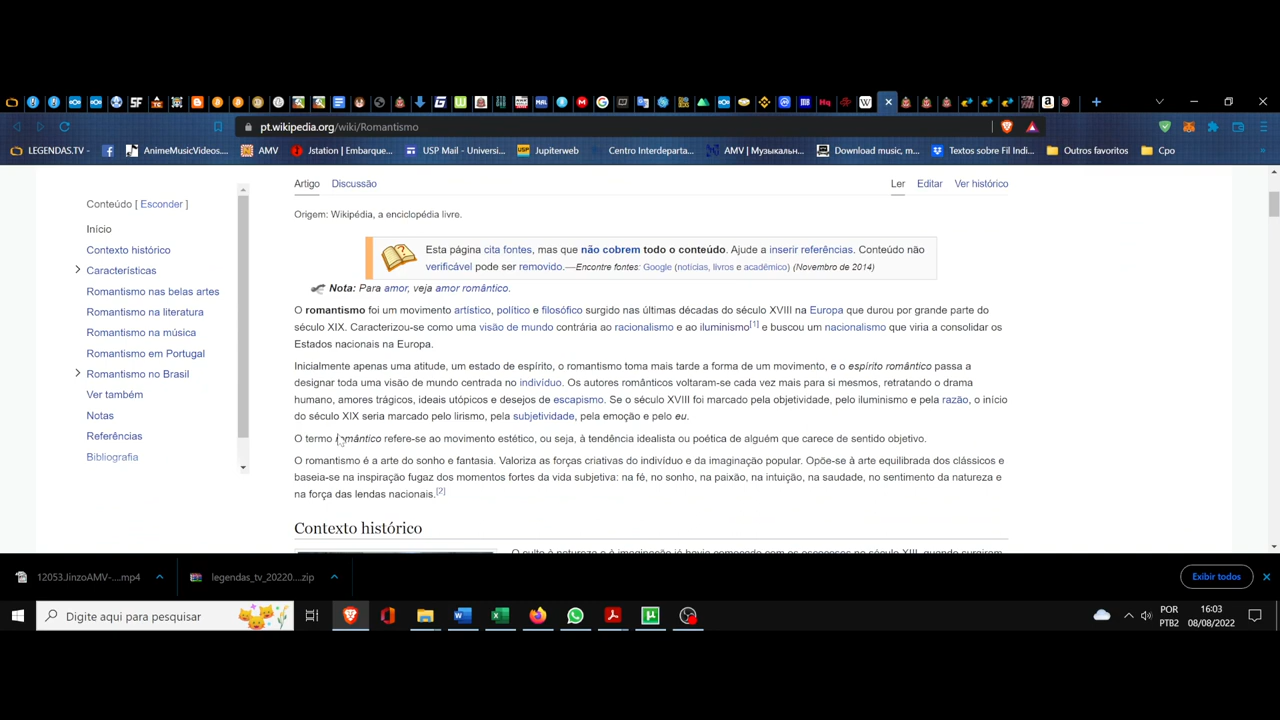 pt.wikipedia.org/wiki/Romantismo
LEGENDAS.TV - AnimeMusicVideos... AMV Jstation | Embarque... USP Mail - Universi... Jupiterweb Centro Interdeparta... AMV | Музыкальн... Download music, m... Textos sobre Fil Indi... Outros favoritos Cpo
Artigo Discussão Ler Editar Ver histórico
Conteúdo [ Esconder ]
Início
Contexto histórico
Características
Romantismo nas belas artes
Romantismo na literatura
Romantismo na música
Romantismo em Portugal
Romantismo no Brasil
Ver também
Notas
Referências
Bibliografia
Origem: Wikipédia, a enciclopédia livre.
Esta página cita fontes, mas que não cobrem todo o conteúdo. Ajude a inserir referências. Conteúdo não
verificável pode ser removido.—Encontre fontes: Google (notícias, livros e acadêmico) (Novembro de 2014)
Nota: Para amor, veja amor romântico.
O romantismo foi um movimento artístico, político e filosófico surgido nas últimas décadas do século XVIII na Europa que durou por grande parte do
século XIX. Caracterizou-se como uma visão de mundo contrária ao racionalismo e ao iluminismo[1] e buscou um nacionalismo que viria a consolidar os
Estados nacionais na Europa.
Inicialmente apenas uma atitude, um estado de espírito, o romantismo toma mais tarde a forma de um movimento, e o espírito romântico passa a
designar toda uma visão de mundo centrada no indivíduo. Os autores românticos voltaram-se cada vez mais para si mesmos, retratando o drama
humano, amores trágicos, ideais utópicos e desejos de escapismo. Se o século XVIII foi marcado pela objetividade, pelo iluminismo e pela razão, o início
do século XIX seria marcado pelo lirismo, pela subjetividade, pela emoção e pelo eu.
O termo romântico refere-se ao movimento estético, ou seja, à tendência idealista ou poética de alguém que carece de sentido objetivo.
O romantismo é a arte do sonho e fantasia. Valoriza as forças criativas do indivíduo e da imaginação popular. Opõe-se à arte equilibrada dos clássicos e
baseia-se na inspiração fugaz dos momentos fortes da vida subjetiva: na fé, no sonho, na paixão, na intuição, na saudade, no sentimento da natureza e
na força das lendas nacionais.[2]
Contexto histórico
O culto à natureza e à imaginação já havia começado com os escoceses no século XIII, quando surgiram
12053.JinzoAMV-....mp4 legendas_tv_20220....zip Exibir todos
Digite aqui para pesquisar
POR 16:03
PTB2 08/08/2022